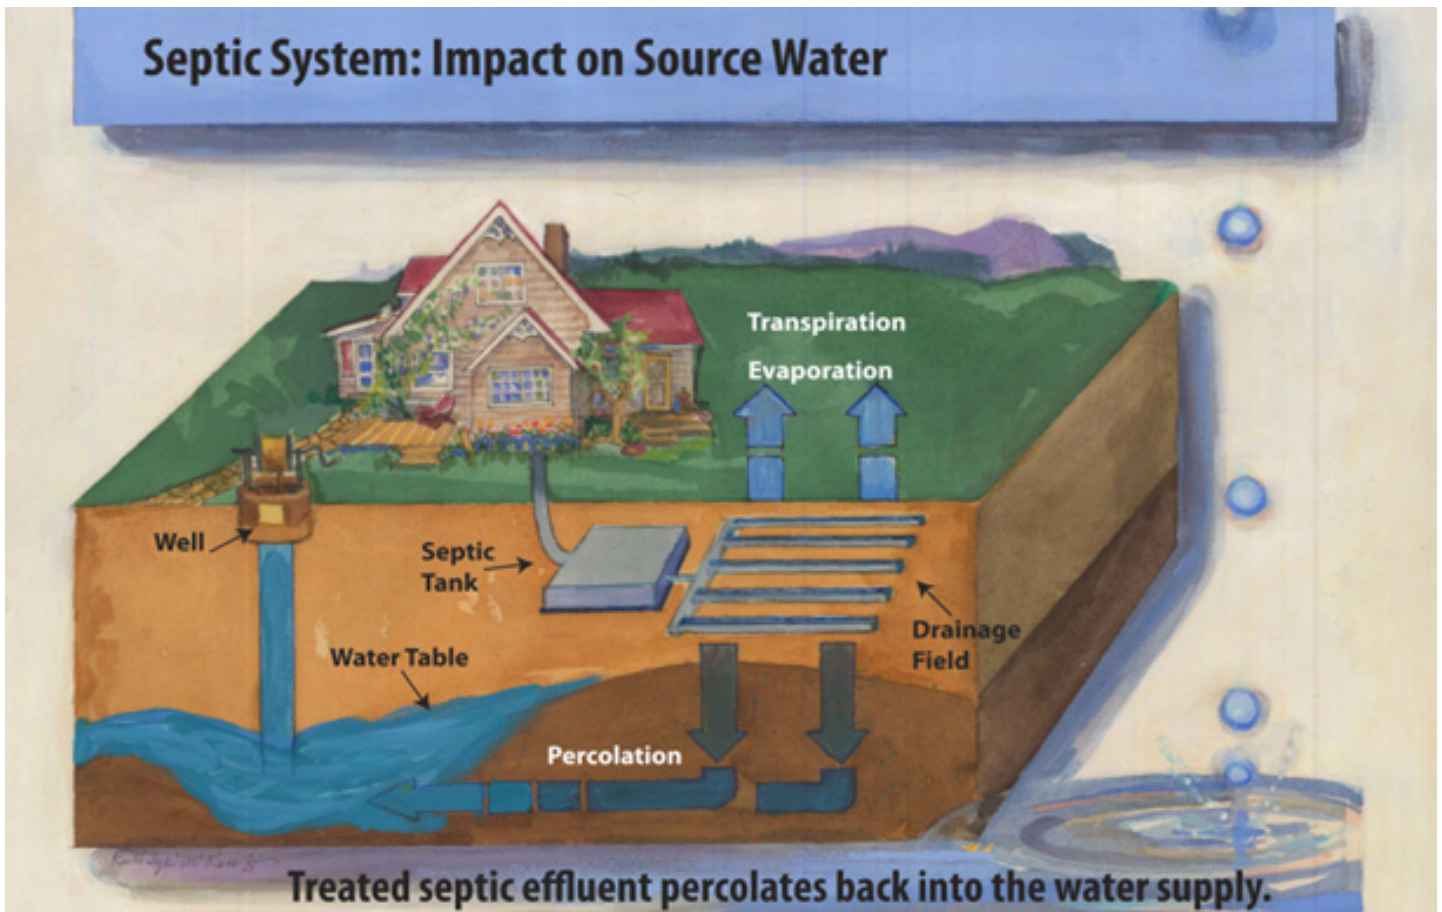 Septic System: Impact on Source Water
Transpiration
Evaporation
Well
Septic
Tank
Drainage
Field
Water Table
Percolation
Treated septic effluent percolates back into the water supply.